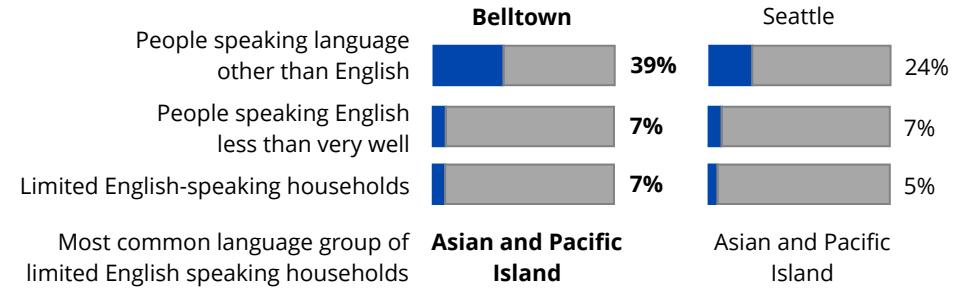 Belltown Seattle
People speaking language
other than English 39% 24%
People speaking English
less than very well 7% 7%
Limited English-speaking households 7% 5%
Most common language group of Asian and Pacific Asian and Pacific
limited English speaking households Island Island